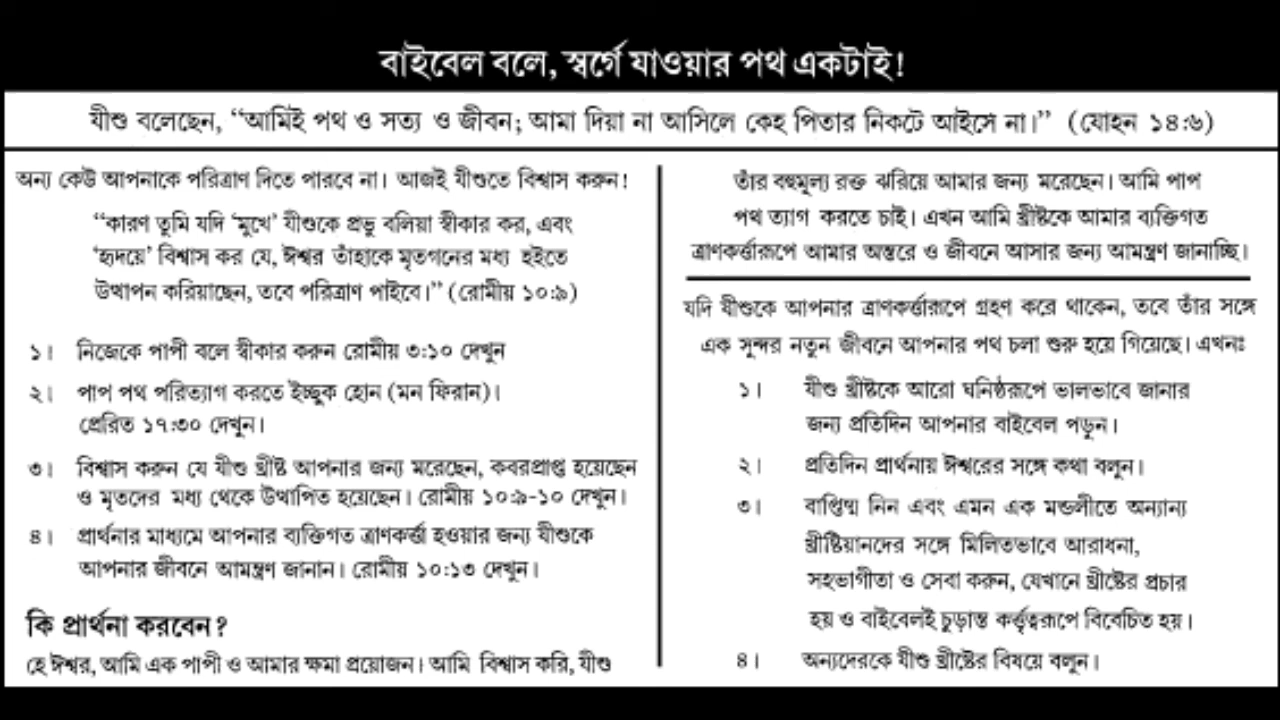 বাইবেল বলে, স্বর্গে যাওয়ার পথ একটাই!
যীশু বলেছেন, “আমিই পথ ও সত্য ও জীবন; আমা দিয়া না আসিলে কেহ পিতার নিকটে আইসে না।” (যোহন ১৪:৬)
অন্য কেউ আপনাকে পরিত্রাণ দিতে পারবে না। আজই যীশুতে বিশ্বাস করুন!
“কারণ তুমি যদি ‘মুখে’ যীশুকে প্রভু বলিয়া স্বীকার কর, এবং
‘হৃদয়ে’ বিশ্বাস কর যে, ঈশ্বর তাঁহাকে মৃতগনের মধ্য হইতে
উত্থাপন করিয়াছেন, তবে পরিত্রাণ পাইবে।” (রোমীয় ১০:৯)
১। নিজেকে পাপী বলে স্বীকার করুন রোমীয় ৩:১০ দেখুন
২। পাপ পথ পরিত্যাগ করতে ইচ্ছুক হোন (মন ফিরান)।
প্রেরিত ১৭:৩০ দেখুন।
৩। বিশ্বাস করুন যে যীশু খ্রীষ্ট আপনার জন্য মরেছেন, কবরপ্রাপ্ত হয়েছেন
ও মৃতদের মধ্য থেকে উত্থাপিত হয়েছেন। রোমীয় ১০:৯-১০ দেখুন।
৪। প্রার্থনার মাধ্যমে আপনার ব্যক্তিগত ত্রাণকর্ত্তা হওয়ার জন্য যীশুকে
আপনার জীবনে আমন্ত্রণ জানান। রোমীয় ১০:১৩ দেখুন।
কি প্রার্থনা করবেন?
হে ঈশ্বর, আমি এক পাপী ও আমার ক্ষমা প্রয়োজন। আমি বিশ্বাস করি, যীশু
তাঁর বহুমূল্য রক্ত ঝরিয়ে আমার জন্য মরেছেন। আমি পাপ
পথ ত্যাগ করতে চাই। এখন আমি খ্রীষ্টকে আমার ব্যক্তিগত
ত্রাণকর্ত্তারূপে আমার অন্তরে ও জীবনে আসার জন্য আমন্ত্রণ জানাচ্ছি।
যদি যীশুকে আপনার ত্রাণকর্ত্তারূপে গ্রহণ করে থাকেন, তবে তাঁর সঙ্গে
এক সুন্দর নতুন জীবনে আপনার পথ চলা শুরু হয়ে গিয়েছে। এখনঃ
১। যীশু খ্রীষ্টকে আরো ঘনিষ্ঠরূপে ভালভাবে জানার
জন্য প্রতিদিন আপনার বাইবেল পড়ুন।
২। প্রতিদিন প্রার্থনায় ঈশ্বরের সঙ্গে কথা বলুন।
৩। বাপ্তিষ্ম নিন এবং এমন এক মন্ডলীতে অন্যান্য
খ্রীষ্টিয়ানদের সঙ্গে মিলিতভাবে আরাধনা,
সহভাগীতা ও সেবা করুন, যেখানে খ্রীষ্টের প্রচার
হয় ও বাইবেলই চুড়ান্ত কর্ত্তৃত্বরূপে বিবেচিত হয়।
৪। অন্যদেরকে যীশু খ্রীষ্টের বিষয়ে বলুন।